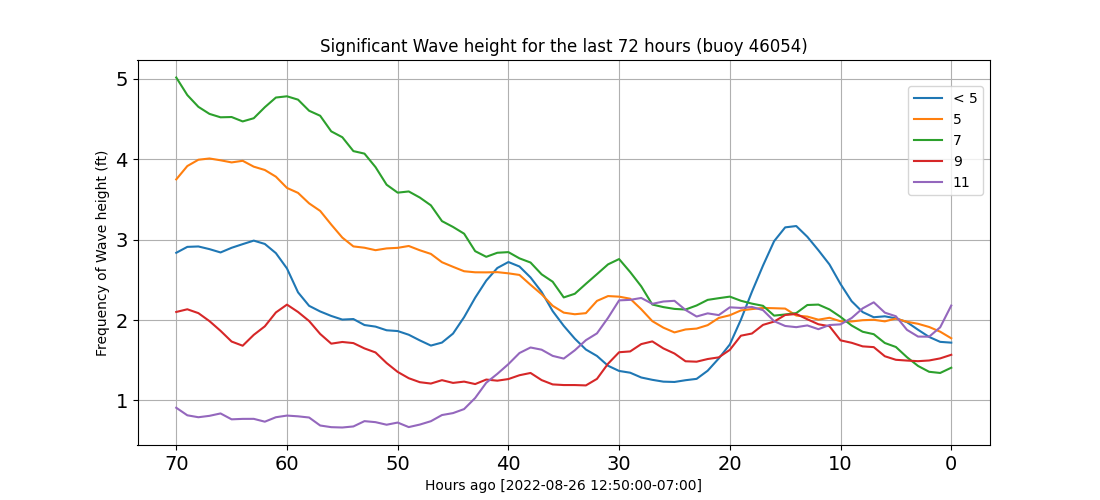 Significant Wave height for the last 72 hours (buoy 46054)
Frequency of Wave height (ft)
5
4
3
2
1
< 5
5
7
9
11
70 60 50 40 30 20 10 0
Hours ago [2022-08-26 12:50:00-07:00]